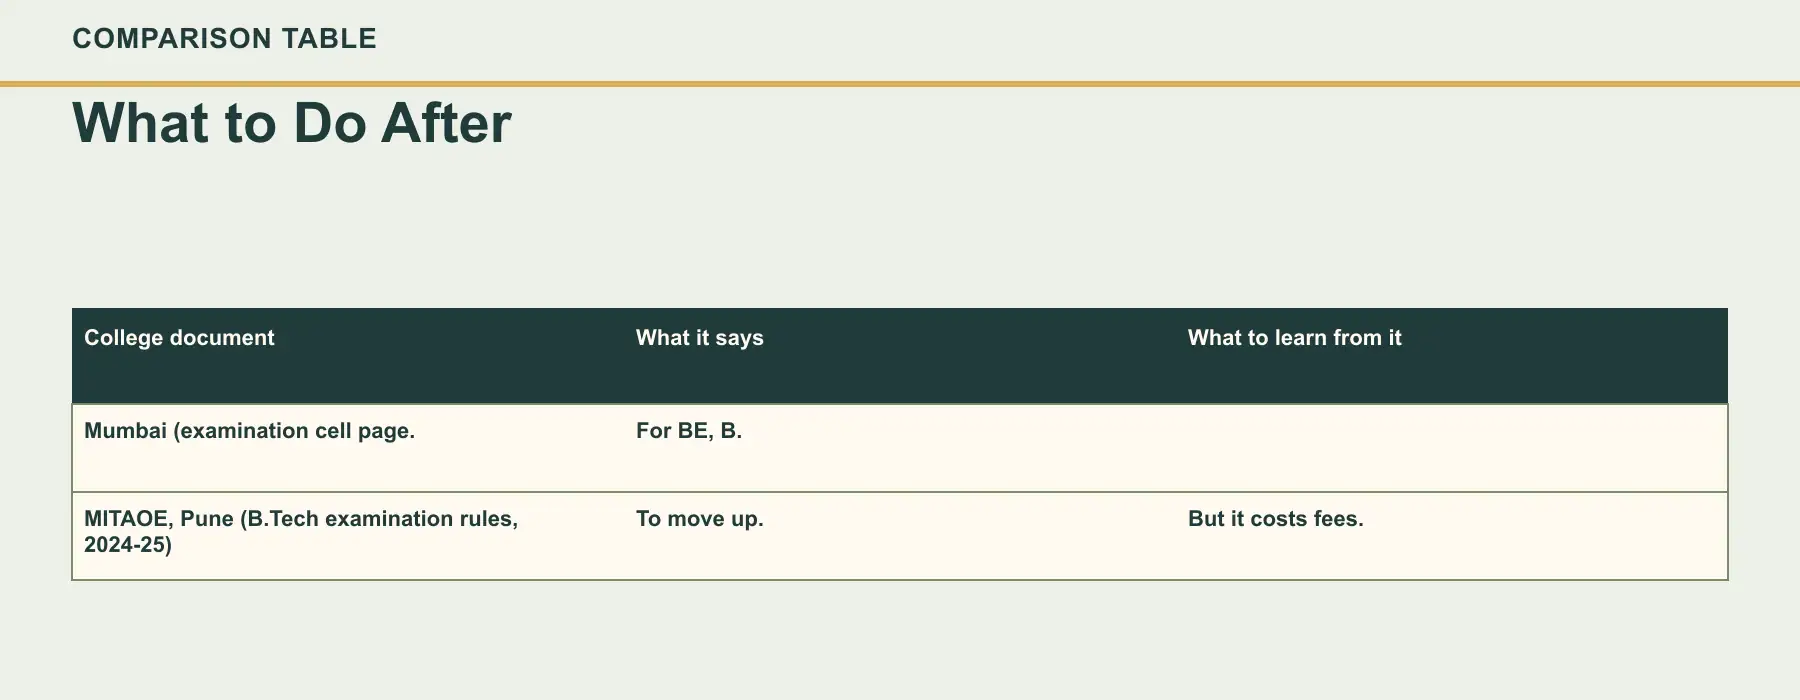 COMPARISON TABLE
What to Do After
College document
What it says
What to learn from it
Mumbai (examination cell page.
For BE, B.
MITAOE, Pune (B.Tech examination rules,
2024-25)
To move up.
But it costs fees.